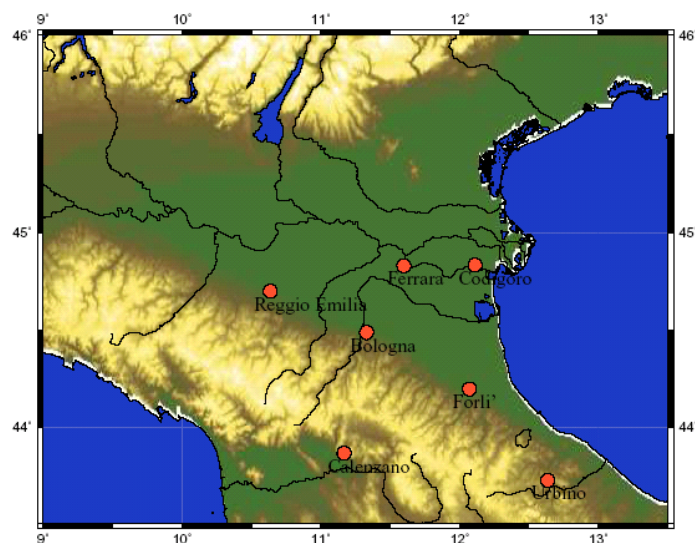 9˚ 10˚ 11˚ 12˚ 13˚
46˚ 46˚
45˚ 45˚
Ferrara Codigoro
Reggio Emilia
Bologna
Forli’
44˚ 44˚
Calenzano
Urbino
9˚ 10˚ 11˚ 12˚ 13˚